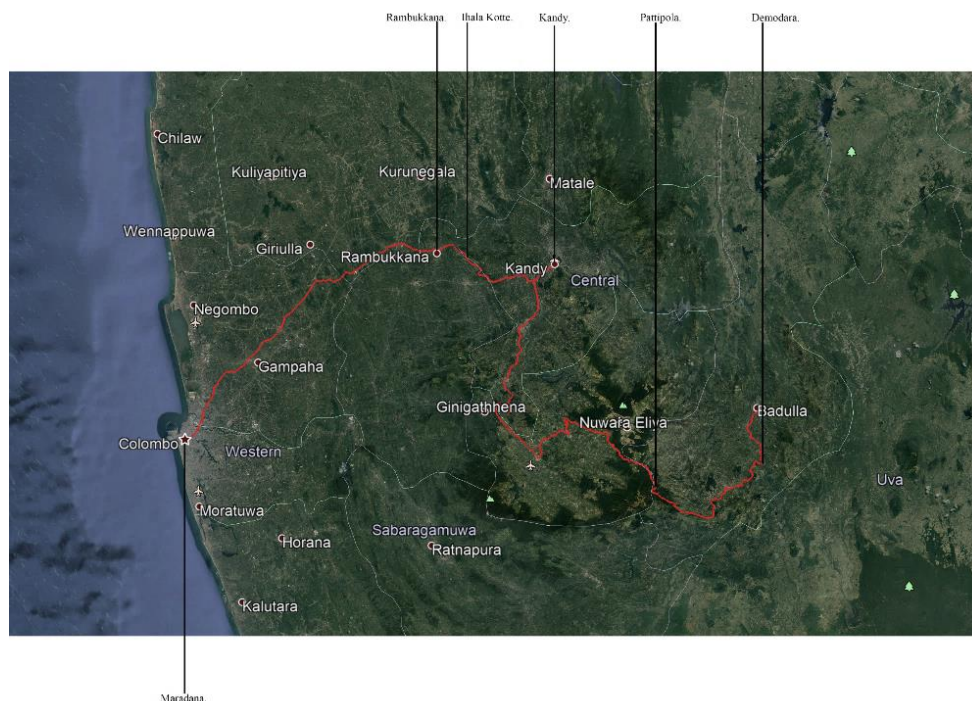 Rambukkana. Ihala Kotte. Kandy. Pattipola. Demodara.
Chilaw
Kuliyapitiya
Kurunegala
Matale
Wennappuwa
Giriulla
Rambukkana
Kandy
Central
Negombo
Gampaha
Ginigathhena
Nuwara Eliya
Badulla
Colombo
Western
Uva
Moratuwa
Sabaragamuwa
Horana
Ratnapura
Kalutara
Maradana.